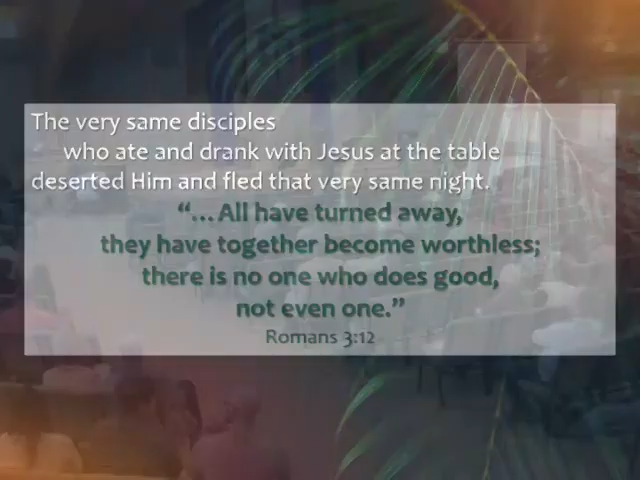 The very same disciples
who ate and drank with Jesus at the table
deserted Him and fled that very same night.
“…All have turned away,
they have together become worthless;
there is no one who does good,
not even one.”
Romans 3:12